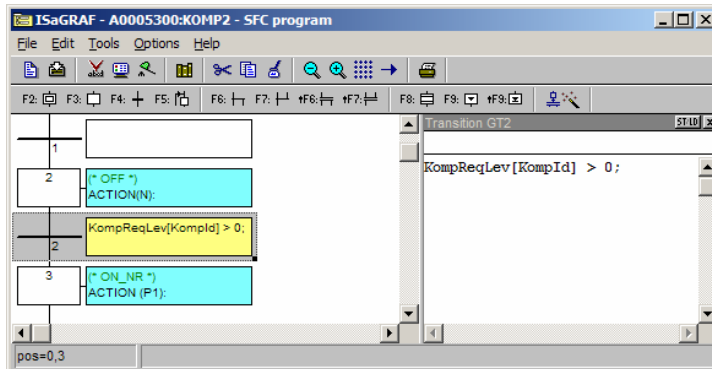 ISaGRAF - A0005300:KOMP2 - SFC program
File Edit Tools Options Help
F2: F3: F4: F5: F6: F7: ↑F6: ↑F7: F8: F9: ↑F9:
1
2
(* OFF *)
ACTION(N):
KompReqLev[KompId] > 0;
2
3
(* ON_NR *)
ACTION (P1):
Transition GT2
ST·LD
KompReqLev[KompId] > 0;
pos=0,3